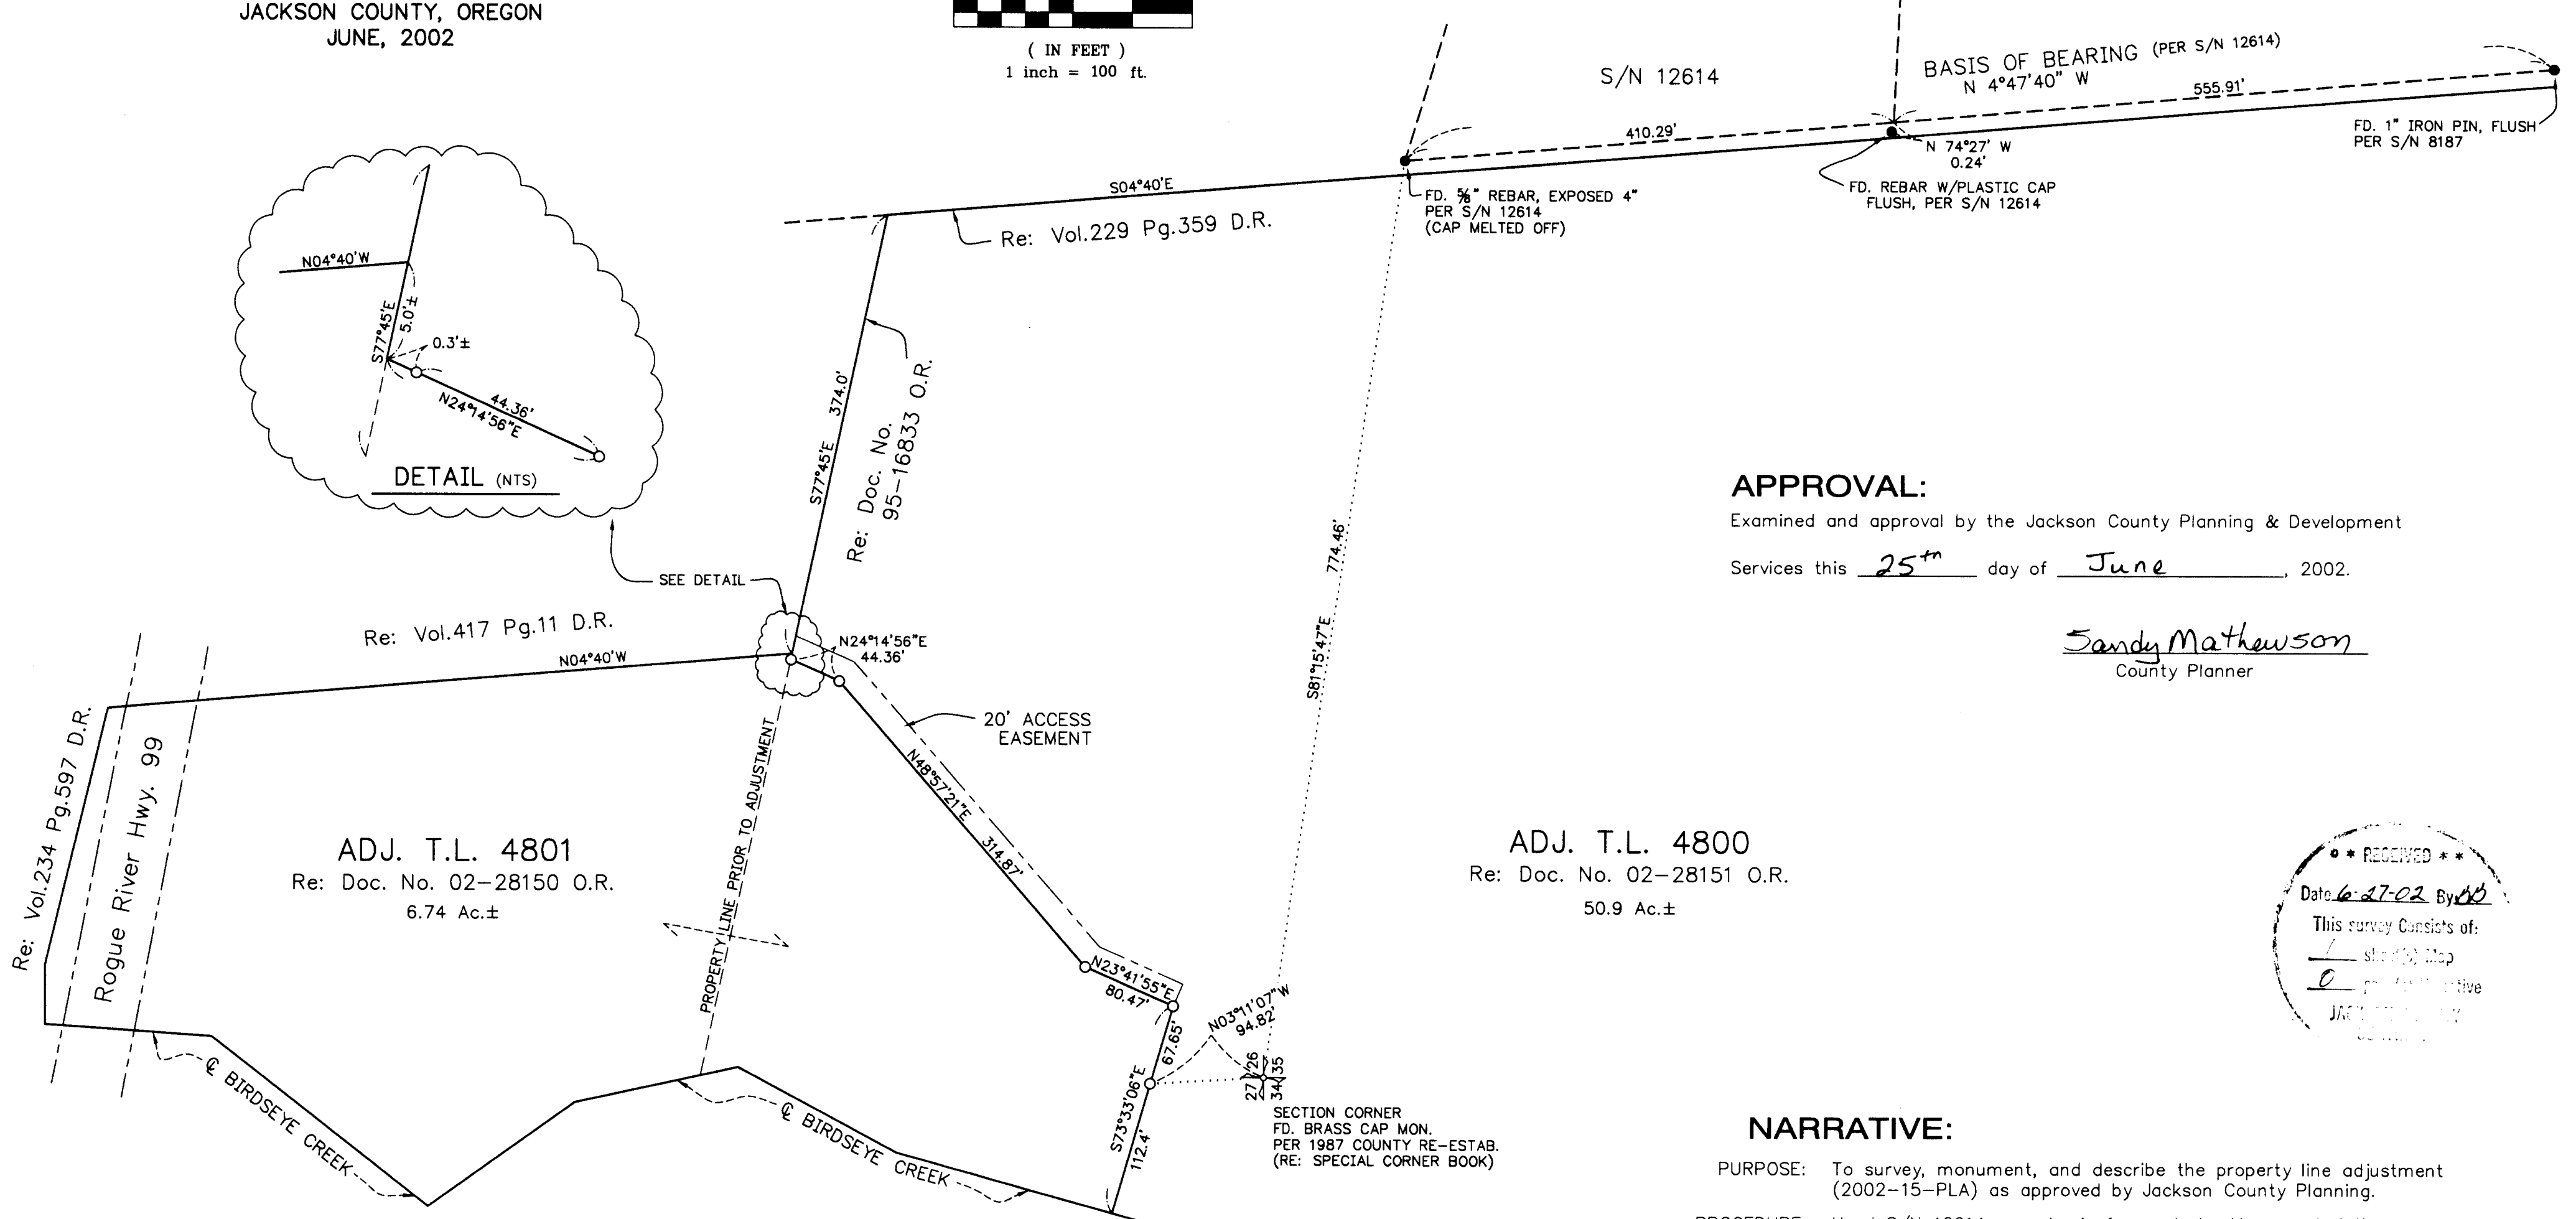 JACKSON COUNTY, OREGON
JUNE, 2002
( IN FEET )
1 inch = 100 ft.
S/N 12614
BASIS OF BEARING (PER S/N 12614)
N 4°47'40" W
555.91'
410.29'
N 74°27' W
0.24'
FD. 1" IRON PIN, FLUSH
PER S/N 8187
FD. REBAR W/PLASTIC CAP
FLUSH, PER S/N 12614
FD. ⅝" REBAR, EXPOSED 4"
PER S/N 12614
(CAP MELTED OFF)
S04°40'E
Re: Vol.229 Pg.359 D.R.
N04°40'W
S77°45'E
5.0'±
0.3'±
44.36'
N24°14'56"E
DETAIL (NTS)
SEE DETAIL
S77°45'E 374.0'
Re: Doc. No.
95-16833 O.R.
S81°15'47"E 774.46'
APPROVAL:
Examined and approval by the Jackson County Planning & Development
Services this 25th day of June, 2002.
Sandy Mathewson
County Planner
Re: Vol.417 Pg.11 D.R.
N04°40'W
N24°14'56"E
44.36'
20' ACCESS
EASEMENT
N48°57'21"E 314.87'
PROPERTY LINE PRIOR TO ADJUSTMENT
Re: Vol.234 Pg.597 D.R.
Rogue River Hwy. 99
ADJ. T.L. 4801
Re: Doc. No. 02-28150 O.R.
6.74 Ac.±
ADJ. T.L. 4800
Re: Doc. No. 02-28151 O.R.
50.9 Ac.±
* RECEIVED * *
Date 6-27-02 By
This survey Consists of:
1 Map
0
N23°41'55"E
80.47'
67.65'
N03°11'07"W
94.82'
S73°33'06"E
112.4'
27 26
34 35
SECTION CORNER
FD. BRASS CAP MON.
PER 1987 COUNTY RE-ESTAB.
(RE: SPECIAL CORNER BOOK)
℄ BIRDSEYE CREEK
℄ BIRDSEYE CREEK
NARRATIVE:
PURPOSE: To survey, monument, and describe the property line adjustment
(2002-15-PLA) as approved by Jackson County Planning.